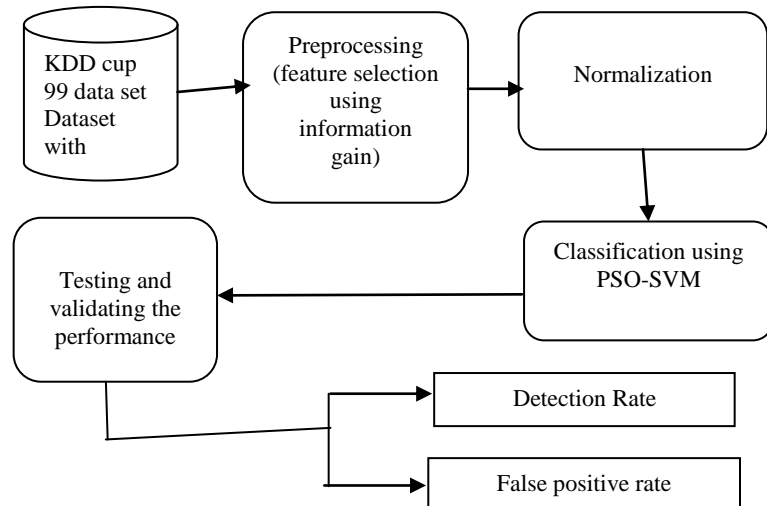 KDD cup
99 data set
Dataset
with
Preprocessing
(feature selection
using
information
gain)
Normalization
Classification using
PSO-SVM
Testing and
validating the
performance
Detection Rate
False positive rate